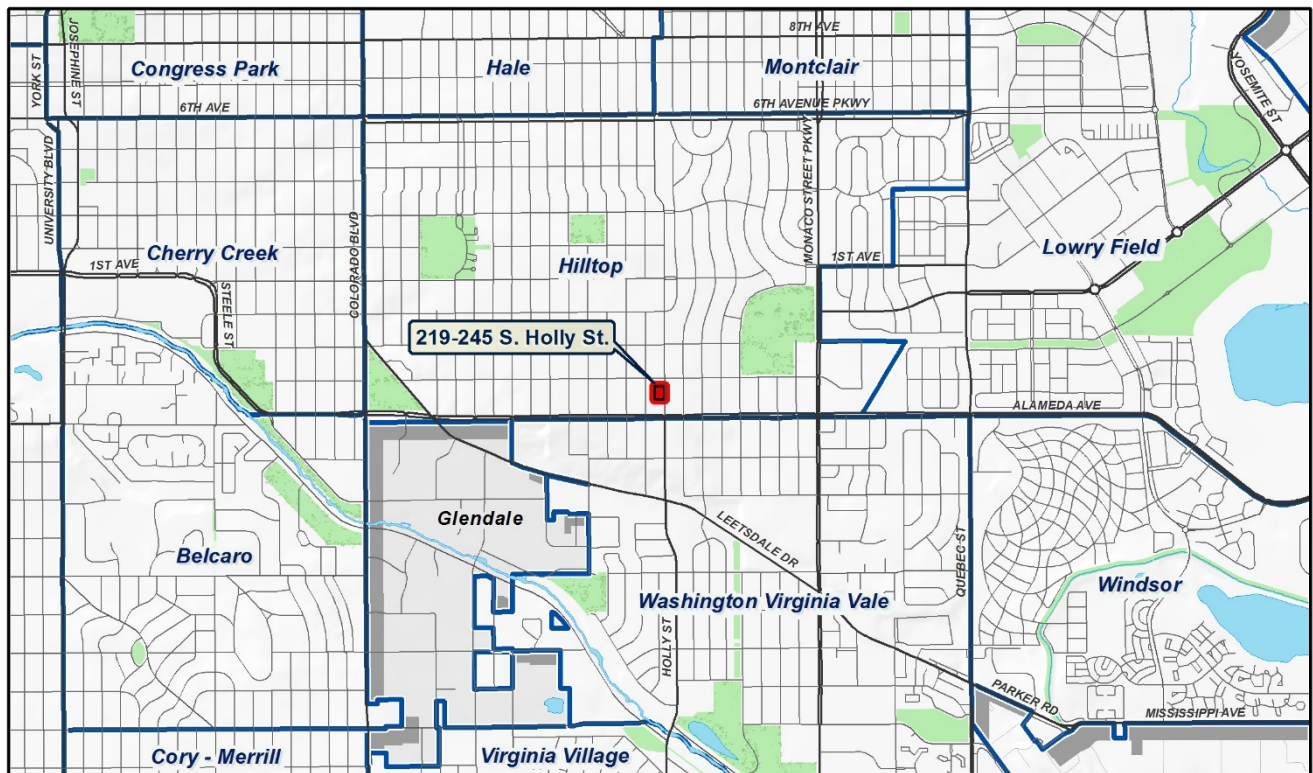 8TH AVE
JOSEPHINE ST
YORK ST
Congress Park
Hale
Montclair
YOSEMITE ST
6TH AVE
6TH AVENUE PKWY
UNIVERSITY BLVD
COLORADO BLVD
MONACO STREET PKWY
Cherry Creek
1ST AVE
Hilltop
1ST AVE
Lowry Field
STEELE ST
219-245 S. Holly St.
ALAMEDA AVE
Glendale
LEETSDALE DR
QUEBEC ST
Belcaro
Windsor
Washington Virginia Vale
HOLLY ST
PARKER RD
MISSISSIPPI AVE
Cory - Merrill
Virginia Village